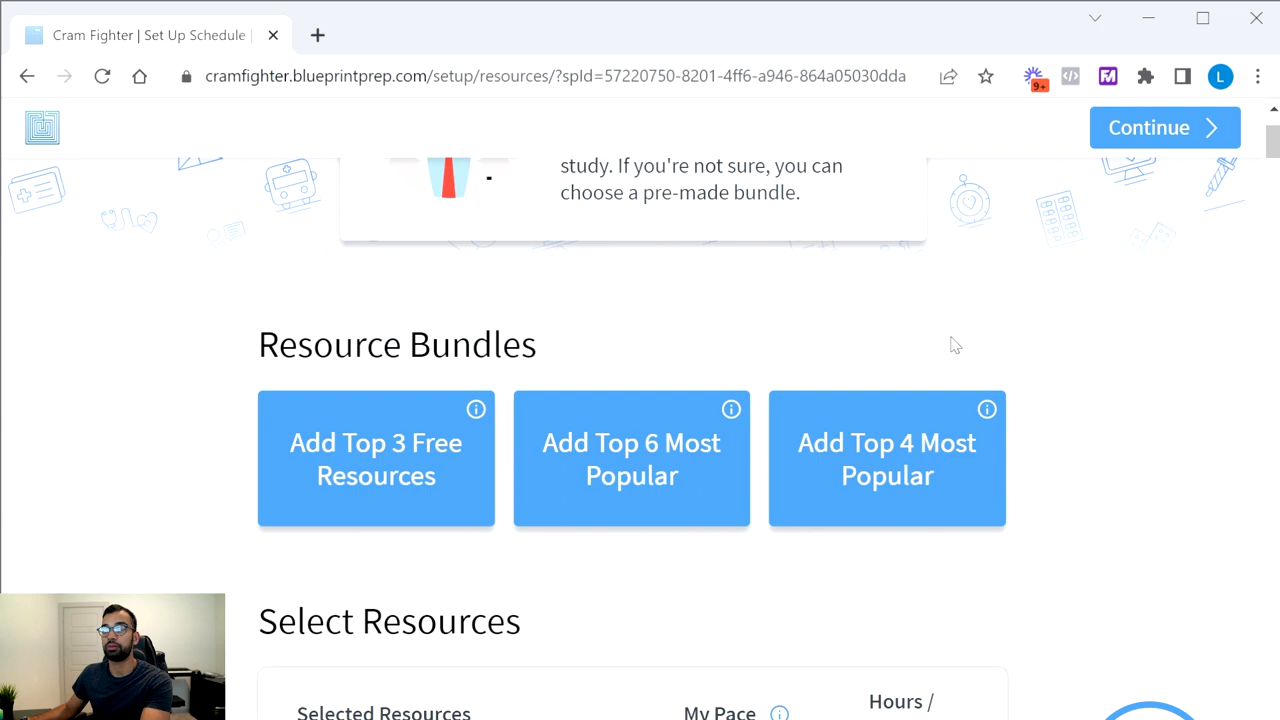 Cram Fighter | Set Up Schedule |
cramfighter.blueprintprep.com/setup/resources/?spId=57220750-8201-4ff6-a946-864a05030dda
9+
L
Continue
study. If you're not sure, you can
choose a pre-made bundle.
Resource Bundles
Add Top 3 Free
Resources
Add Top 6 Most
Popular
Add Top 4 Most
Popular
Select Resources
Hours /
Selected Resources
My Pace